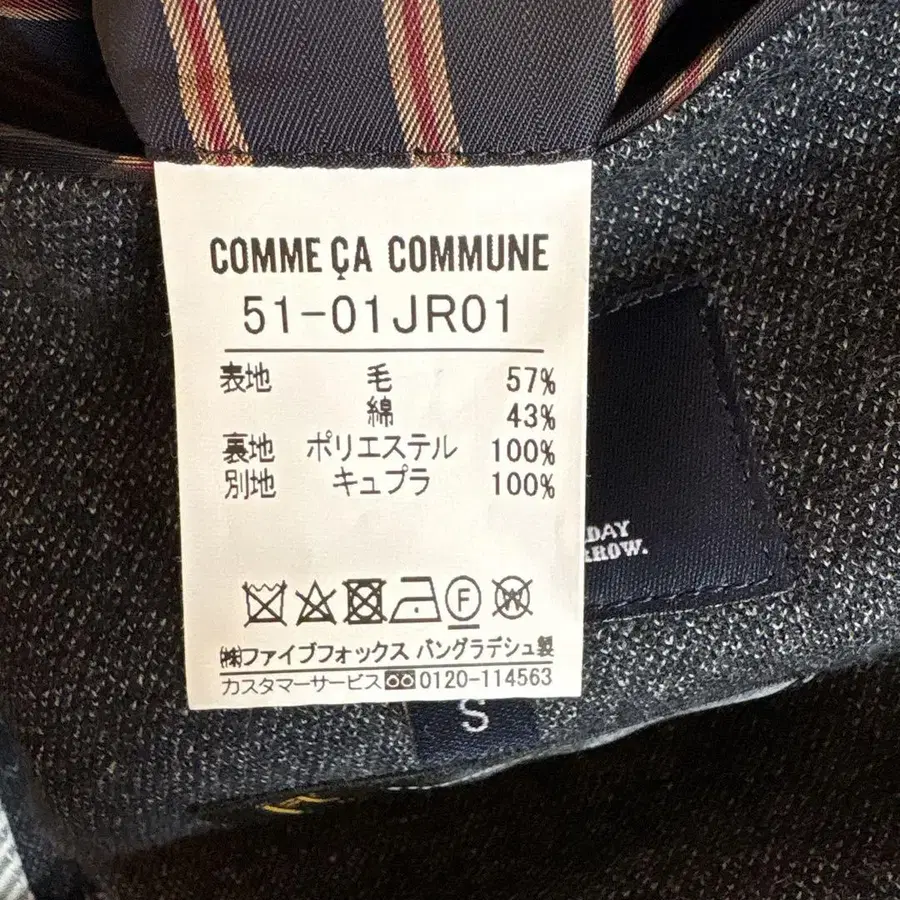 COMME ÇA COMMUNE
51-01JR01
表地 毛 57%
綿 43%
裏地 ポリエステル 100%
別地 キュプラ 100%
F
W
㈱ファイブフォックス バングラデシュ製
カスタマーサービス 0120-114563
S